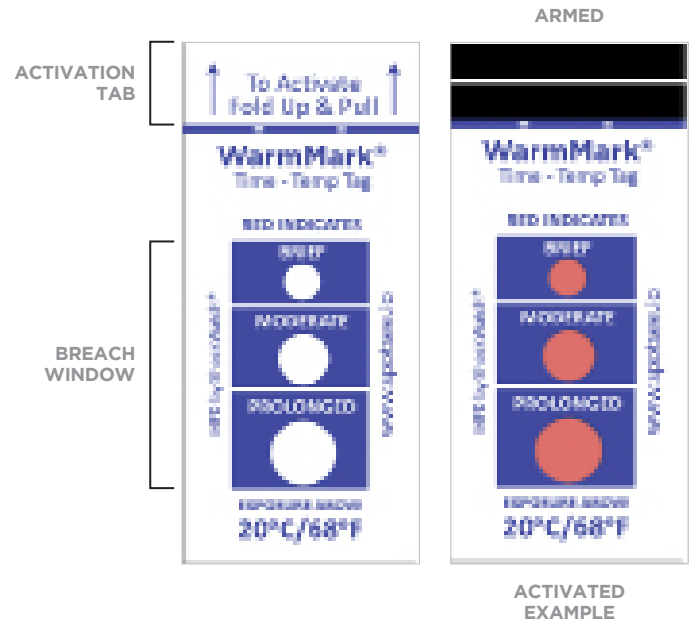 ARMED
ACTIVATION
TAB
To Activate
Fold Up & Pull
WarmMark®
Time - Temp Tag
RED INDICATES
BRIEF
MODERATE
PROLONGED
EXPOSURE ABOVE
20°C/68°F
BREACH
WINDOW
WarmMark®
Time - Temp Tag
RED INDICATES
BRIEF
MODERATE
PROLONGED
EXPOSURE ABOVE
20°C/68°F
ACTIVATED
EXAMPLE